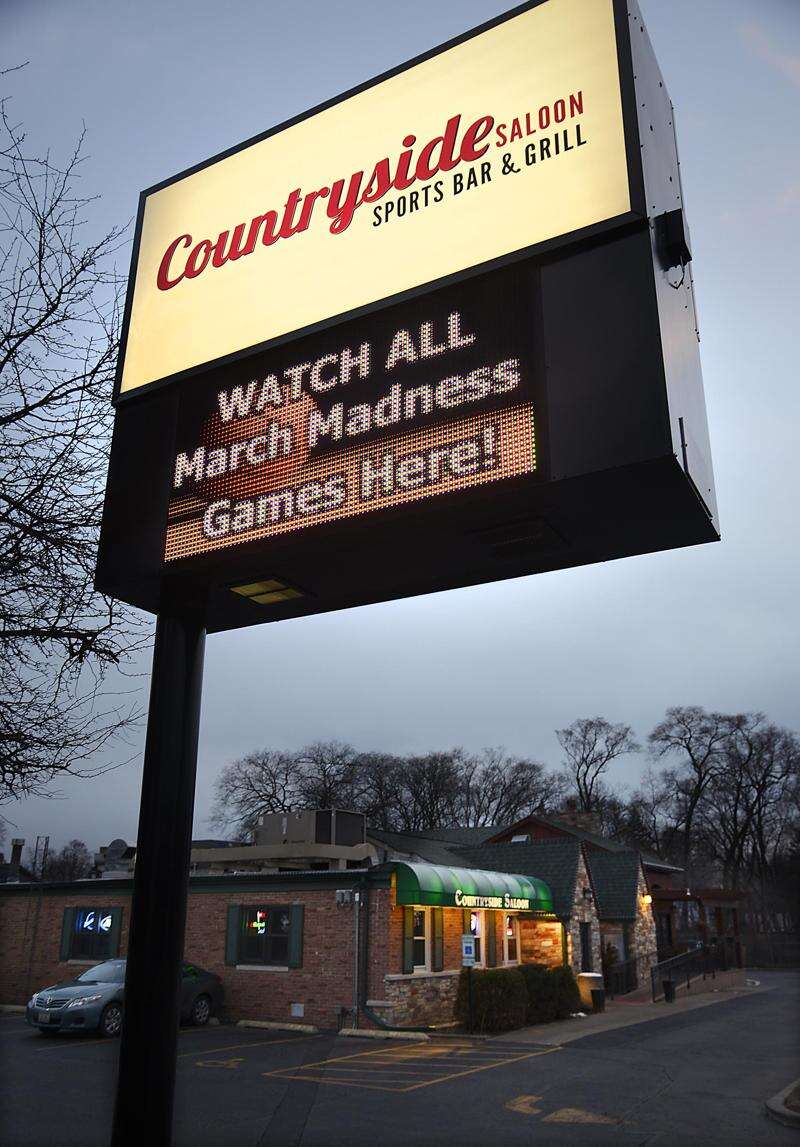 Countryside SALOON
SPORTS BAR & GRILL
WATCH ALL
March Madness
Games Here!
COUNTRYSIDE SALOON